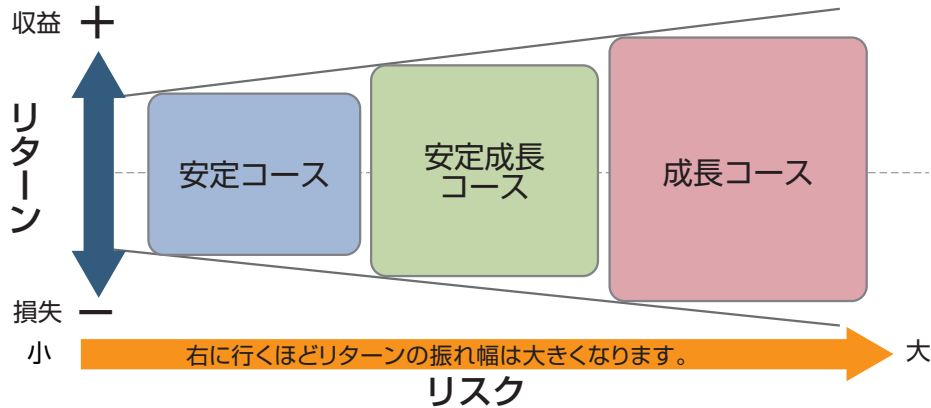 収益 ＋
リターン
安定コース
安定成長
コース
成長コース
損失 −
小
右に行くほどリターンの振れ幅は大きくなります。
大
リスク